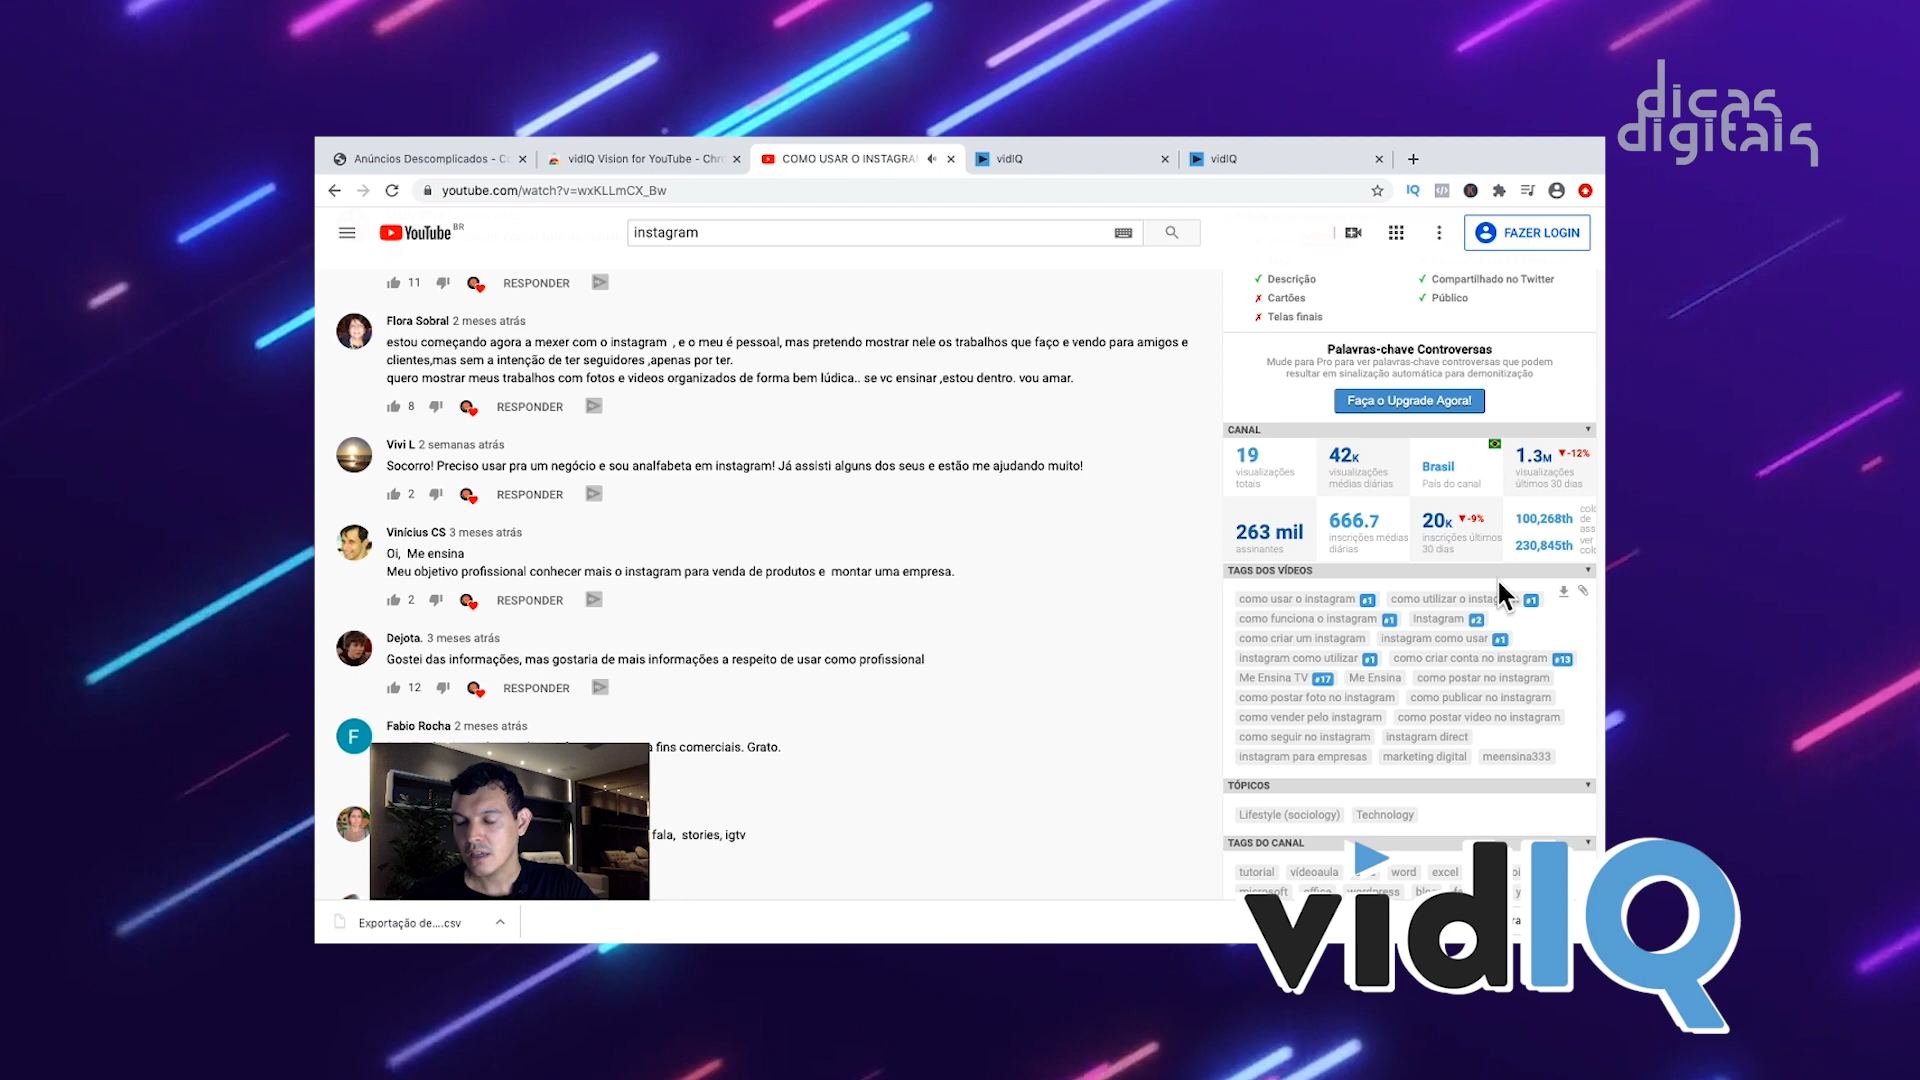 dicas
digitais
Anúncios Descomplicados - C
vidIQ Vision for YouTube - Chr
COMO USAR O INSTAGRA
vidIQ
vidIQ
youtube.com/watch?v=wxKLLmCX_Bw
IQ
YouTube BR
instagram
FAZER LOGIN
11 RESPONDER
Flora Sobral 2 meses atrás
estou começando agora a mexer com o instagram , e o meu é pessoal, mas pretendo mostrar nele os trabalhos que faço e vendo para amigos e
clientes,mas sem a intenção de ter seguidores ,apenas por ter.
quero mostrar meus trabalhos com fotos e videos organizados de forma bem lúdica.. se vc ensinar ,estou dentro. vou amar.
8 RESPONDER
Vivi L 2 semanas atrás
Socorro! Preciso usar pra um negócio e sou analfabeta em instagram! Já assisti alguns dos seus e estão me ajudando muito!
2 RESPONDER
Vinícius CS 3 meses atrás
Oi, Me ensina
Meu objetivo profissional conhecer mais o instagram para venda de produtos e montar uma empresa.
2 RESPONDER
Dejota. 3 meses atrás
Gostei das informações, mas gostaria de mais informações a respeito de usar como profissional
12 RESPONDER
F
Fabio Rocha 2 meses atrás
a fins comerciais. Grato.
fala, stories, igtv
Exportação de....csv
Descrição Compartilhado no Twitter
Cartões Público
Telas finais
Palavras-chave Controversas
Mude para Pro para ver palavras-chave controversas que podem
resultar em sinalização automática para demonitização
Faça o Upgrade Agora!
CANAL
19 visualizações totais
42K visualizações médias diárias
Brasil País do canal
1.3M -12% visualizações últimos 30 dias
263 mil assinantes
666.7 inscrições médias diárias
20K -9% inscrições últimos 30 dias
100,268th
230,845th
TAGS DOS VÍDEOS
como usar o instagram #1 como utilizar o instag #1
como funciona o instagram #1 Instagram #2
como criar um instagram instagram como usar #1
instagram como utilizar #1 como criar conta no instagram #13
Me Ensina TV #17 Me Ensina como postar no instagram
como postar foto no instagram como publicar no instagram
como vender pelo instagram como postar video no instagram
como seguir no instagram instagram direct
instagram para empresas marketing digital meensina333
TÓPICOS
Lifestyle (sociology) Technology
TAGS DO CANAL
tutorial vídeoaula word excel
microsoft office wordpress
vidIQ